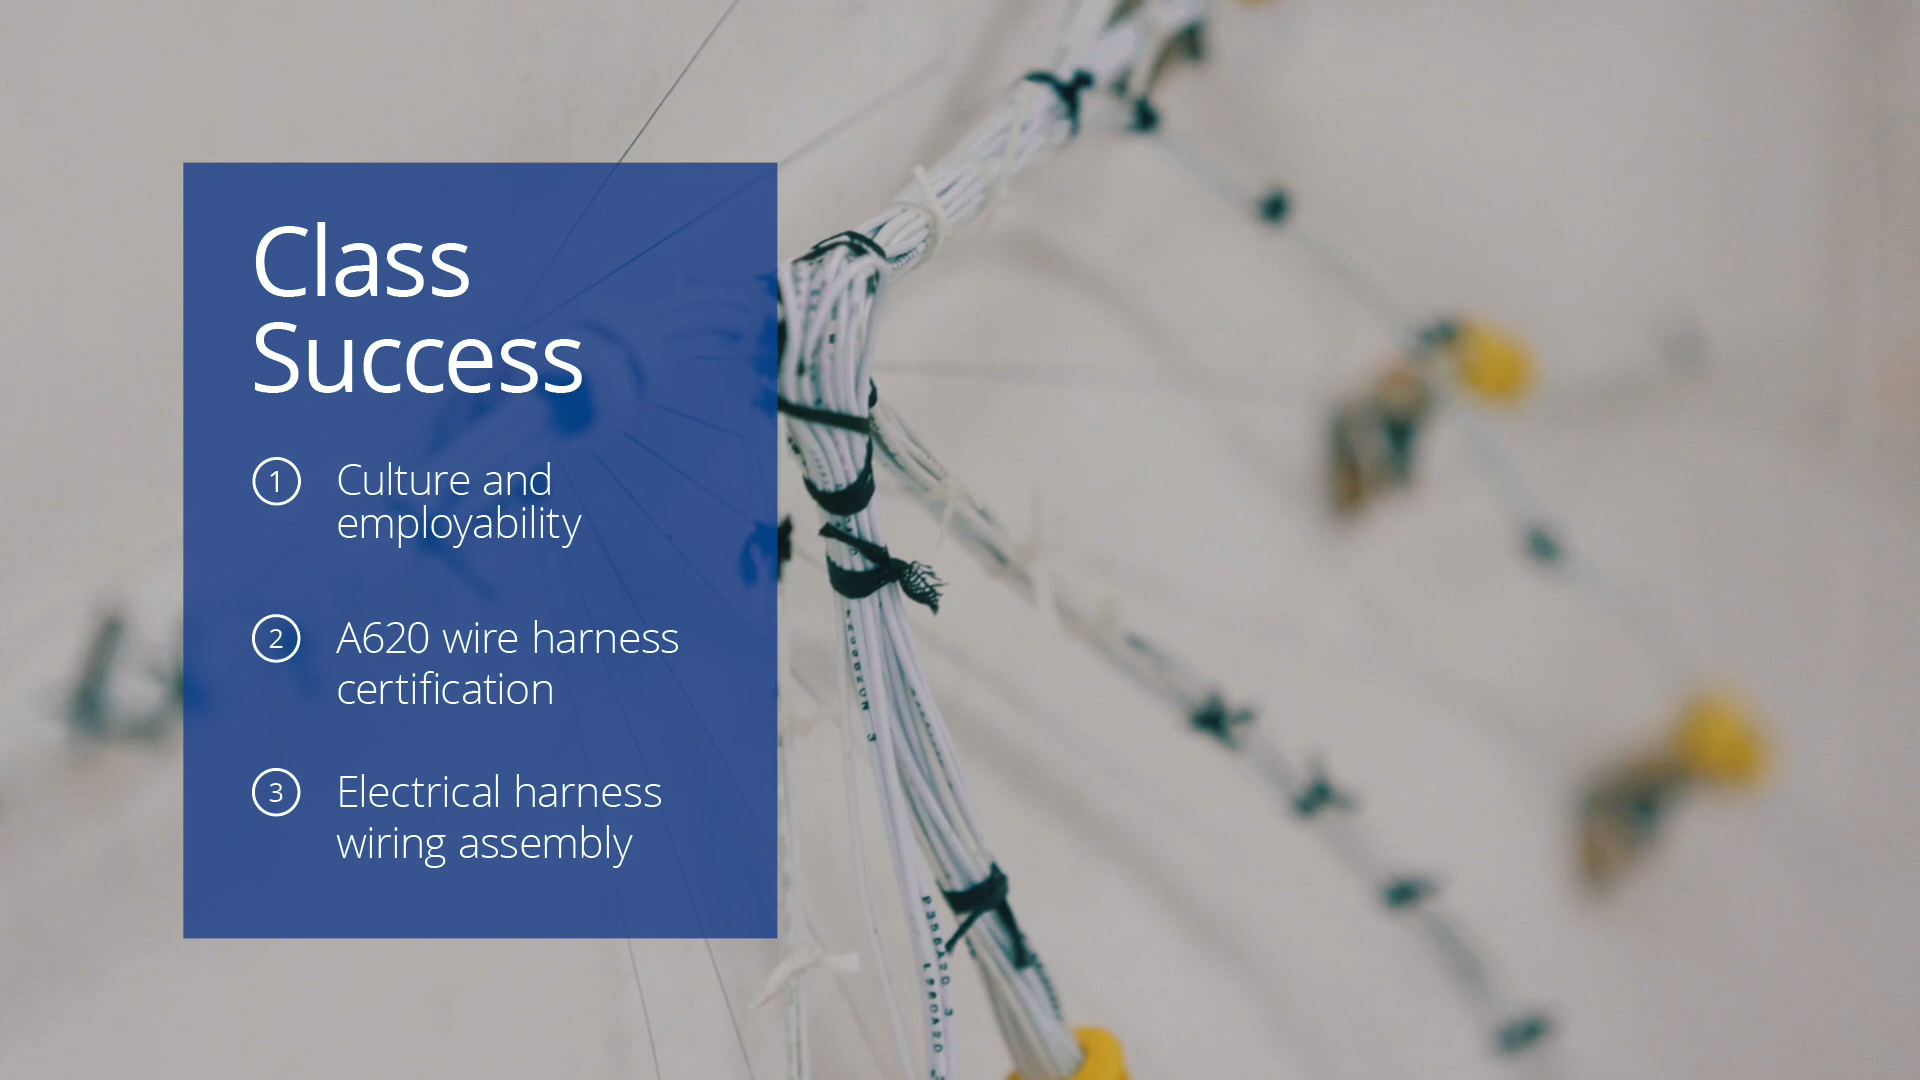 Class
Success
1 Culture and
employability
2 A620 wire harness
certification
3 Electrical harness
wiring assembly